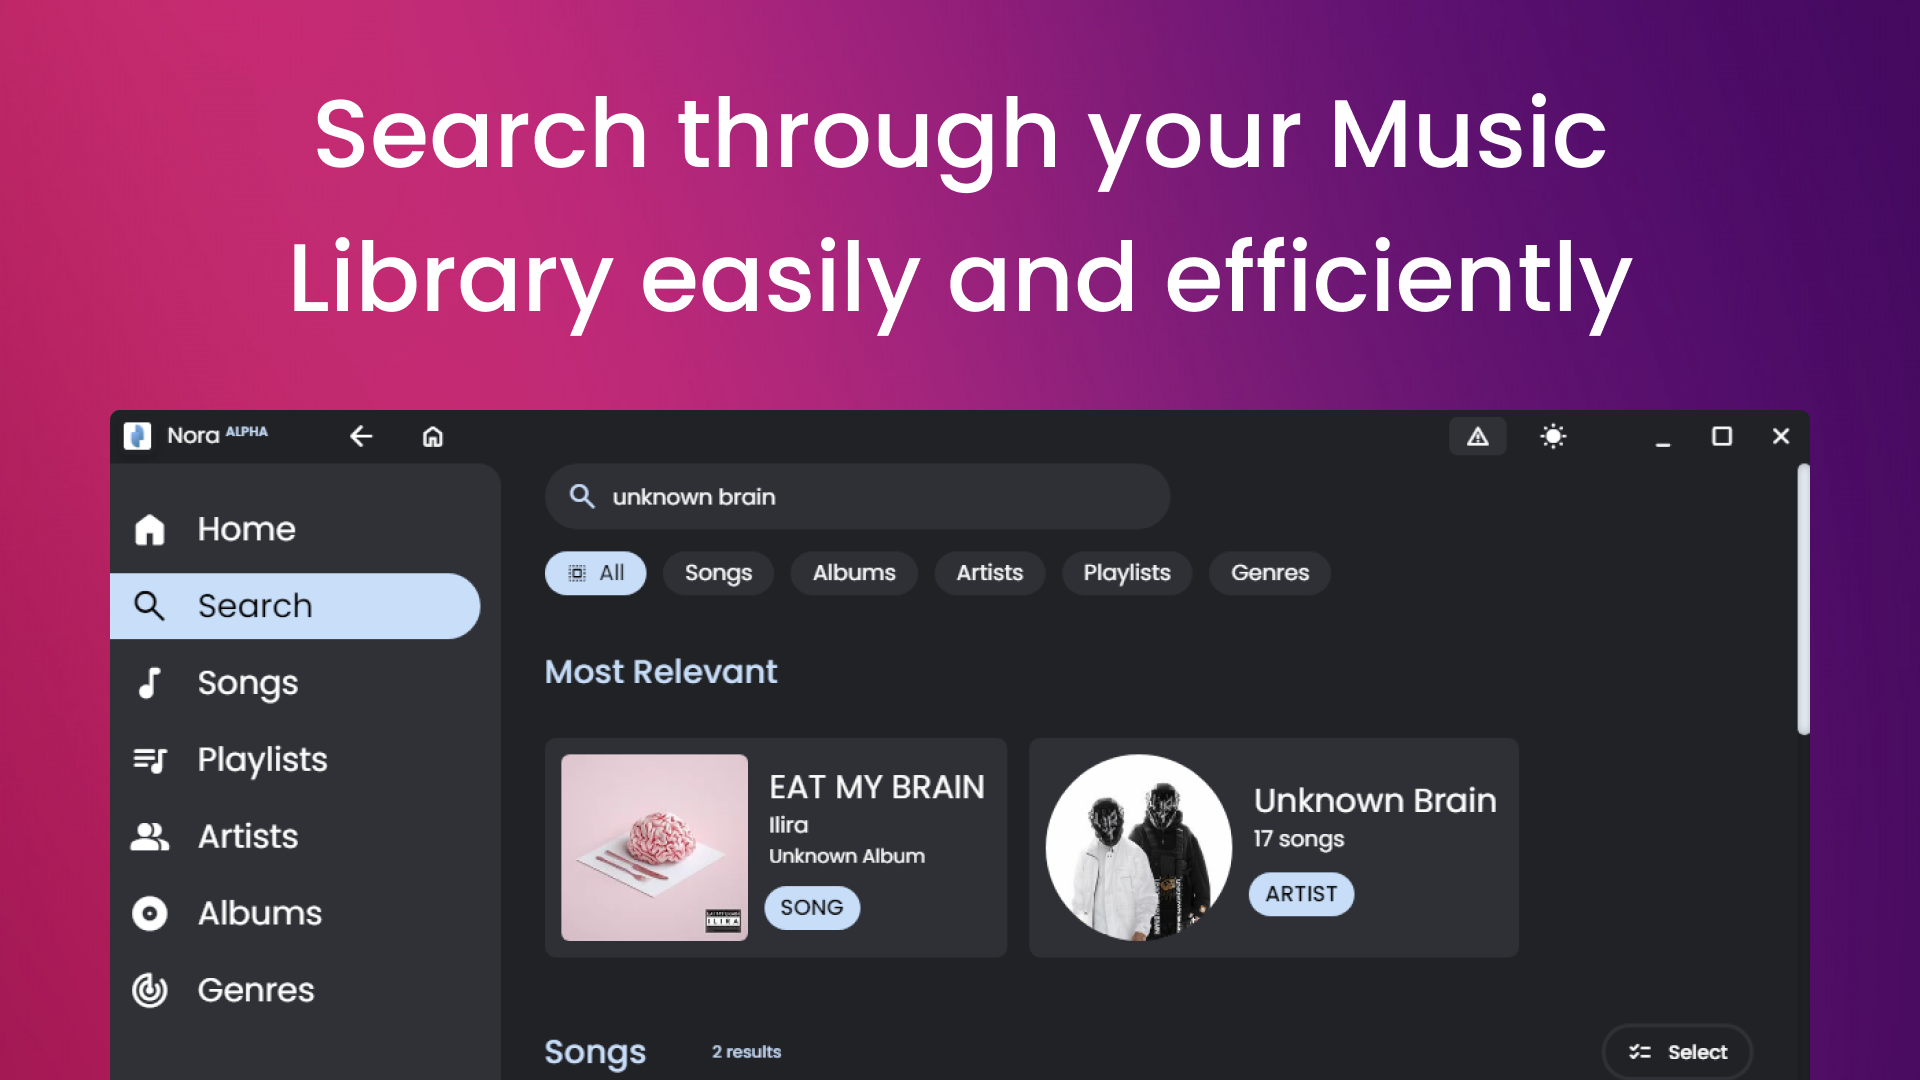 Search through your Music
Library easily and efficiently
Nora ALPHA
unknown brain
Home
Search
Songs
Playlists
Artists
Albums
Genres
All
Songs
Albums
Artists
Playlists
Genres
Most Relevant
EAT MY BRAIN
Ilira
Unknown Album
SONG
ILIRA
Unknown Brain
17 songs
ARTIST
Songs
2 results
Select